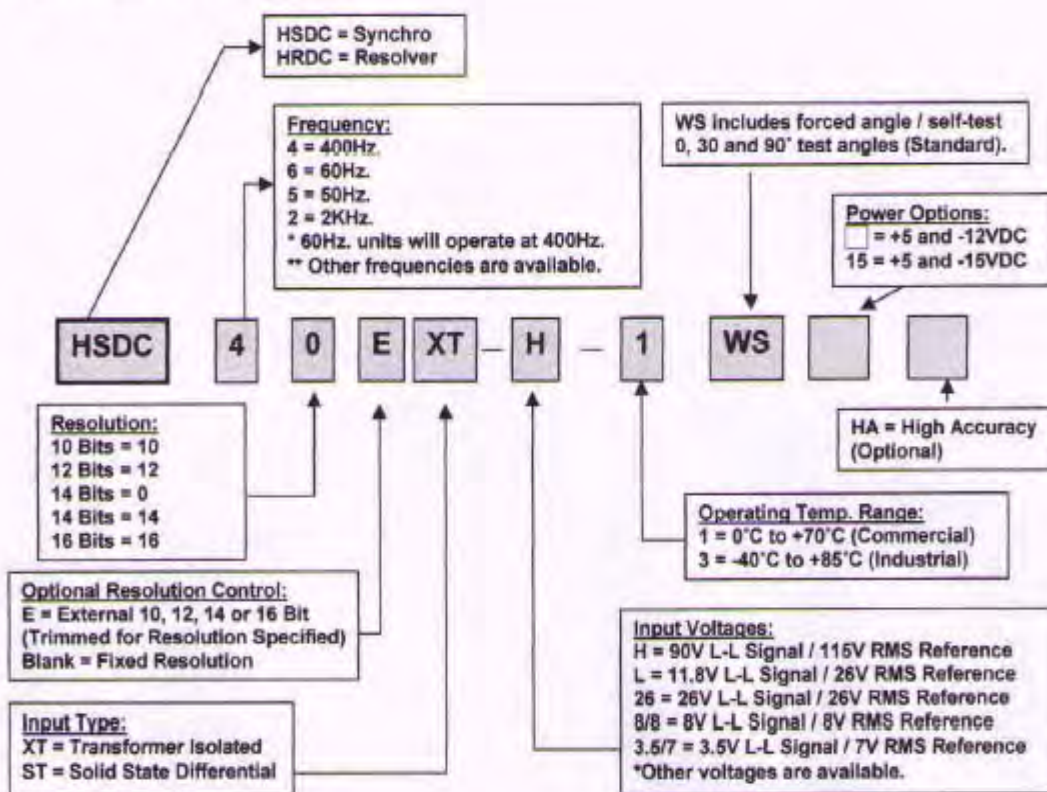 HSDC = Synchro
HRDC = Resolver
Frequency:
4 = 400Hz.
6 = 60Hz.
5 = 50Hz.
2 = 2KHz.
* 60Hz. units will operate at 400Hz.
** Other frequencies are available.
WS includes forced angle / self-test
0, 30 and 90° test angles (Standard).
Power Options:
= +5 and -12VDC
15 = +5 and -15VDC
HSDC 4 0 E XT – H – 1 WS
Resolution:
10 Bits = 10
12 Bits = 12
14 Bits = 0
14 Bits = 14
16 Bits = 16
HA = High Accuracy
(Optional)
Operating Temp. Range:
1 = 0°C to +70°C (Commercial)
3 = -40°C to +85°C (Industrial)
Optional Resolution Control:
E = External 10, 12, 14 or 16 Bit
(Trimmed for Resolution Specified)
Blank = Fixed Resolution
Input Voltages:
H = 90V L-L Signal / 115V RMS Reference
L = 11.8V L-L Signal / 26V RMS Reference
26 = 26V L-L Signal / 26V RMS Reference
8/8 = 8V L-L Signal / 8V RMS Reference
3.5/7 = 3.5V L-L Signal / 7V RMS Reference
*Other voltages are available.
Input Type:
XT = Transformer Isolated
ST = Solid State Differential